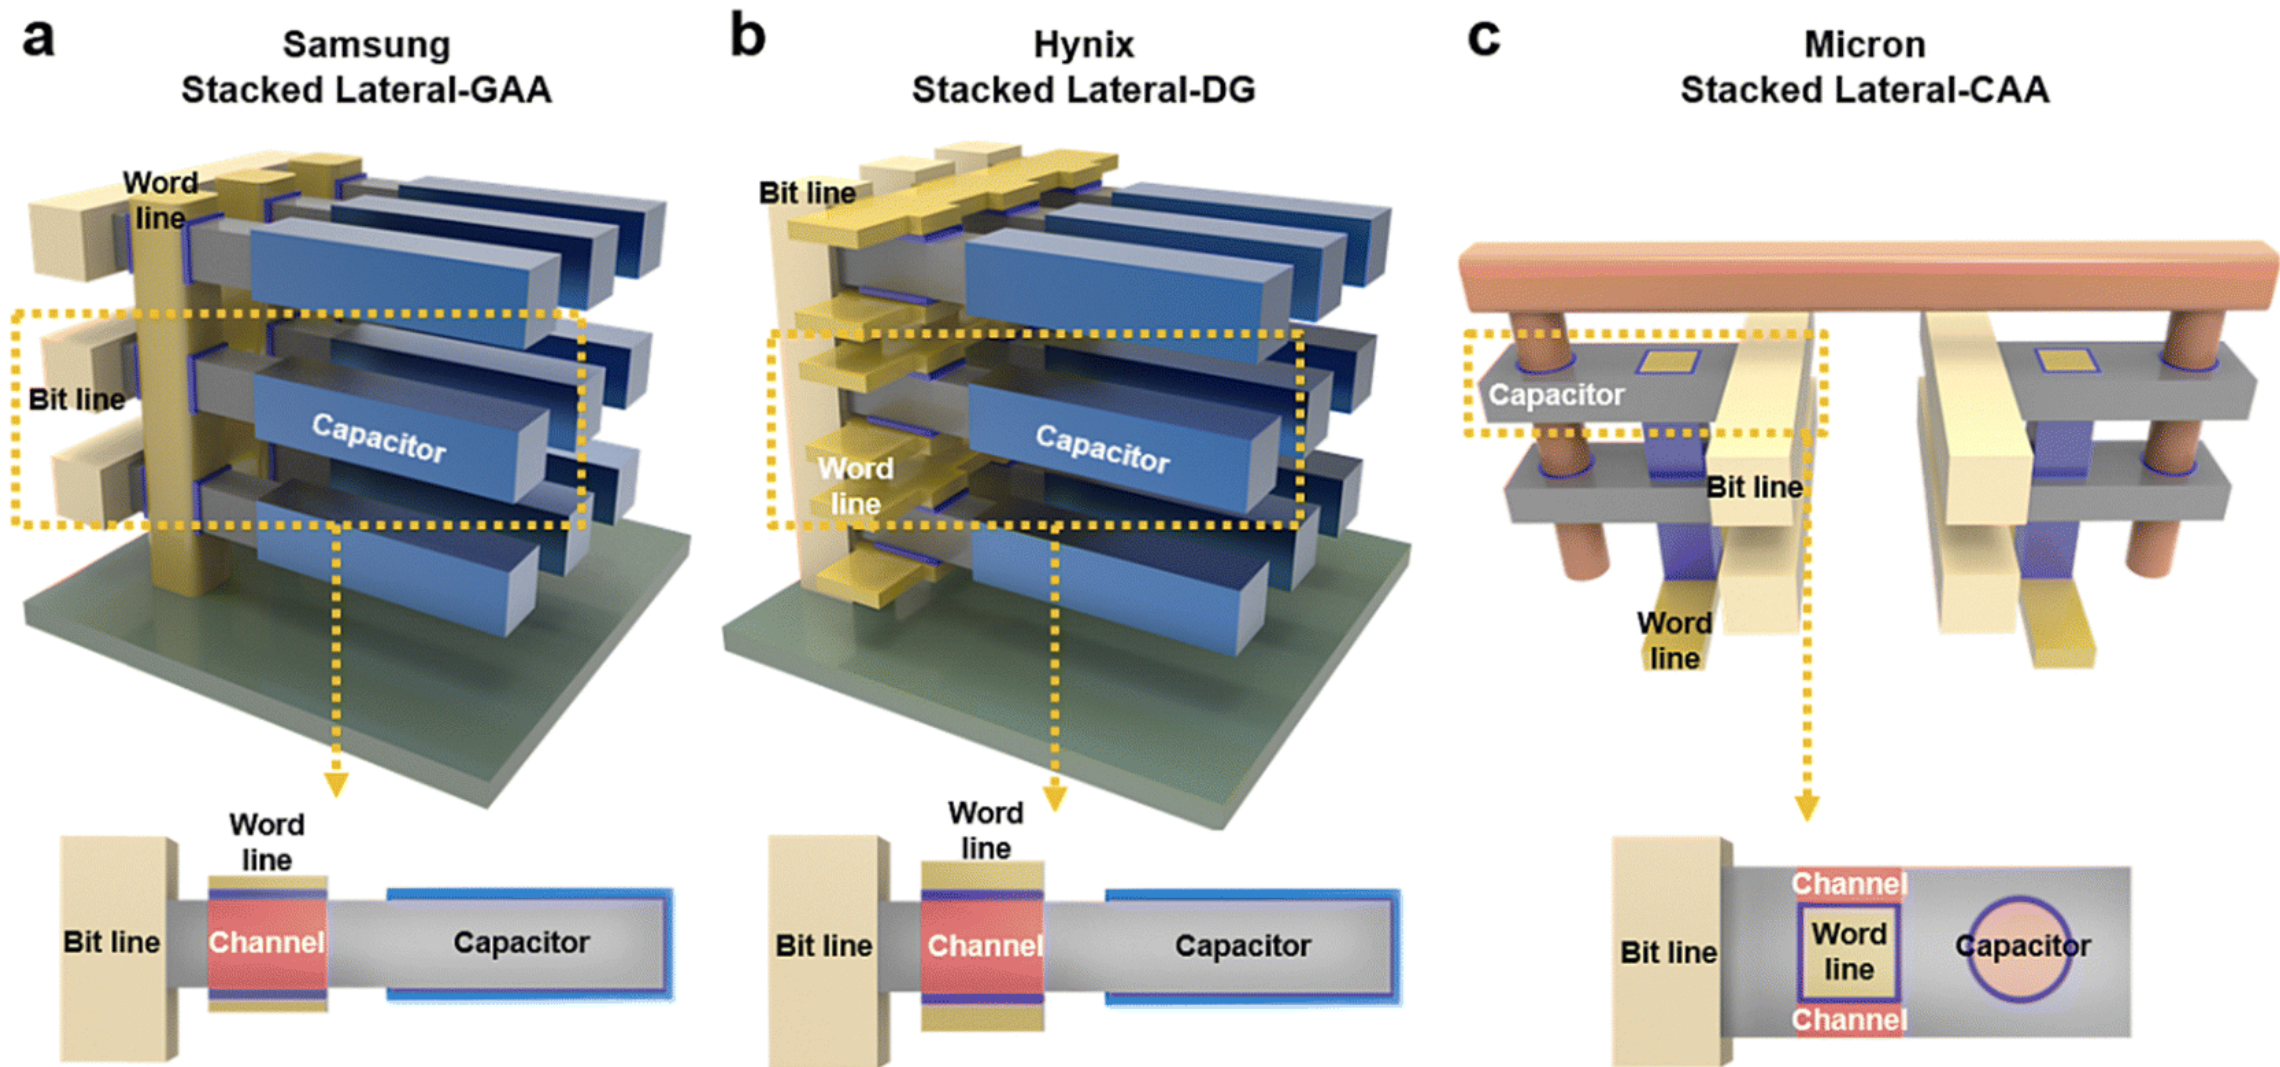 a
Samsung
Stacked Lateral-GAA
Word
line
Bit line
Capacitor
Word
line
Bit line
Channel
Capacitor
b
Hynix
Stacked Lateral-DG
Bit line
Capacitor
Word
line
Word
line
Bit line
Channel
Capacitor
c
Micron
Stacked Lateral-CAA
Capacitor
Bit line
Word
line
Channel
Word
line
Bit line
Capacitor
Channel